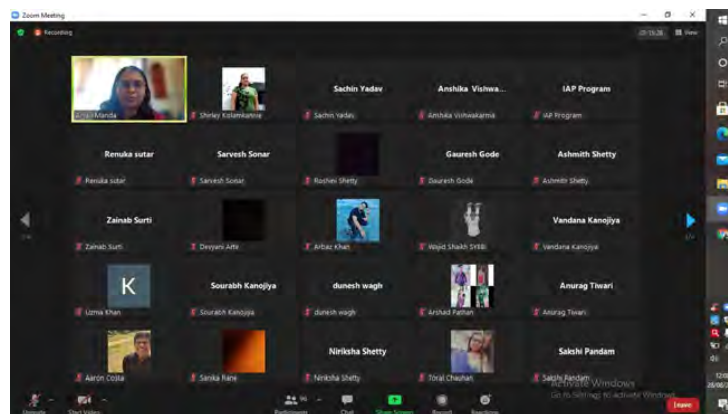 Zoom Meeting
Recording
View
Sachin Yadav
Anshika Vishwa...
IAP Program
Shirley Kolamkannie
Sachin Yadav
Anshika Vishwakarma
IAP Program
Renuka sutar
Sarvesh Sonar
Gauresh Gode
Ashmith Shetty
Renuka sutar
Sarvesh Sonar
Roshini Shetty
Gauresh Gode
Ashmith Shetty
Zainab Surti
Vandana Kanojiya
Zainab Surti
Devyani Arte
Arbaz Khan
Wajid Shaikh SYBBI
Vandana Kanojiya
K
Sourabh Kanojiya
dunesh wagh
Anurag Tiwari
Uzma Khan
Sourabh Kanojiya
dunesh wagh
Arshad Pathan
Anurag Tiwari
Niriksha Shetty
Sakshi Pandam
Aaron Costa
Sanika Rane
Niriksha Shetty
Toral Chauhan
Sakshi Pandam
Activate Windows
Go to Settings to activate Windows.
Unmute
Start Video
Participants
Chat
Share Screen
Record
Reactions
Leave